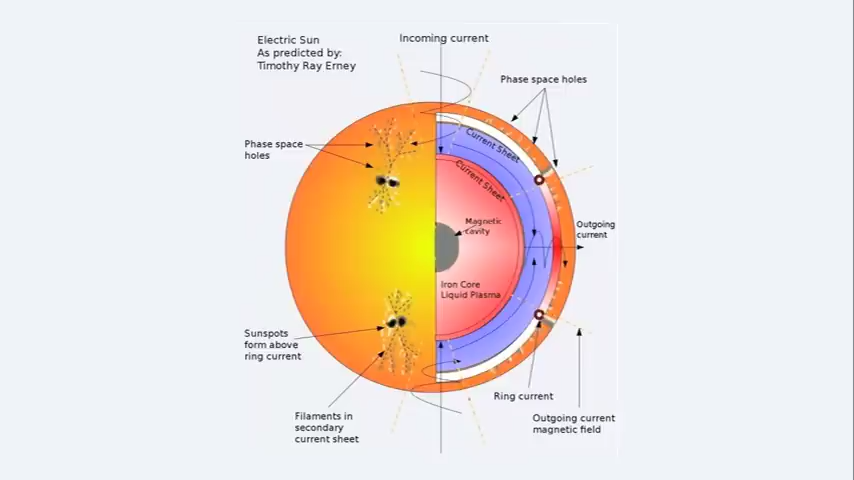 Electric Sun
As predicted by:
Timothy Ray Erney
Incoming current
Phase space holes
Phase space
holes
Current Sheet
Current Sheet
Magnetic
cavity
Outgoing
current
Iron Core
Liquid Plasma
Sunspots
form above
ring current
Ring current
Filaments in
secondary
current sheet
Outgoing current
magnetic field